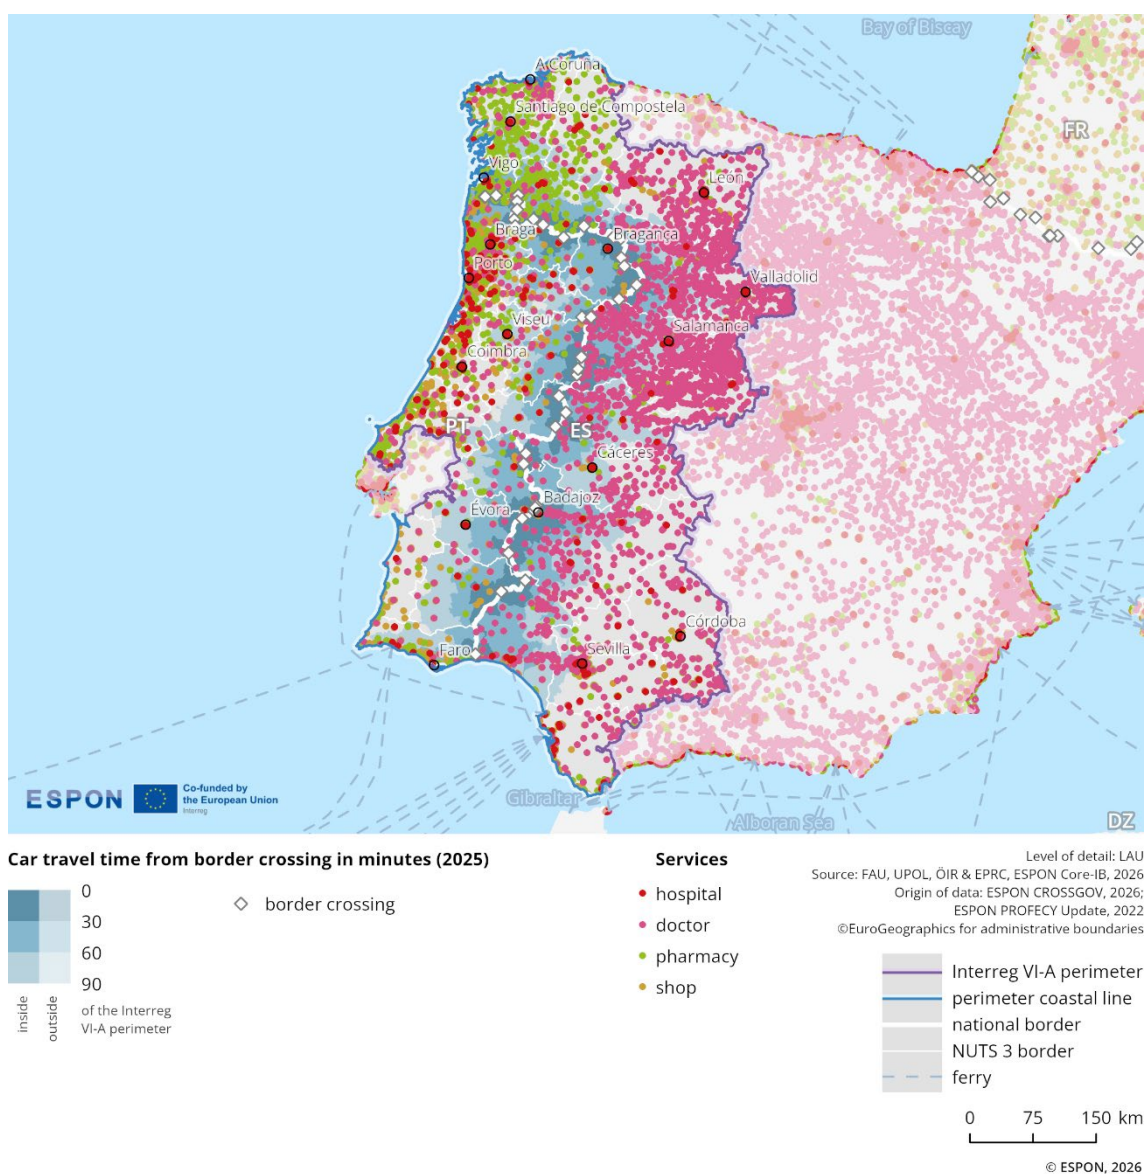 Bay of Biscay
A Coruña
Santiago de Compostela
FR
Vigo
León
Braga
Bragança
Porto
Valladolid
Viseu
Salamanca
Coimbra
PT
ES
Cáceres
Badajoz
Évora
Córdoba
Faro
Sevilla
Gibraltar
Alboran Sea
DZ
ESPON
Co-funded by
the European Union
Interreg
Car travel time from border crossing in minutes (2025)
0
30
60
90
inside
outside
of the Interreg
VI-A perimeter
border crossing
Services
hospital
doctor
pharmacy
shop
Level of detail: LAU
Source: FAU, UPOL, ÖIR & EPRC, ESPON Core-IB, 2026
Origin of data: ESPON CROSSGOV, 2026;
ESPON PROFECY Update, 2022
©EuroGeographics for administrative boundaries
Interreg VI-A perimeter
perimeter coastal line
national border
NUTS 3 border
ferry
0 75 150 km
© ESPON, 2026